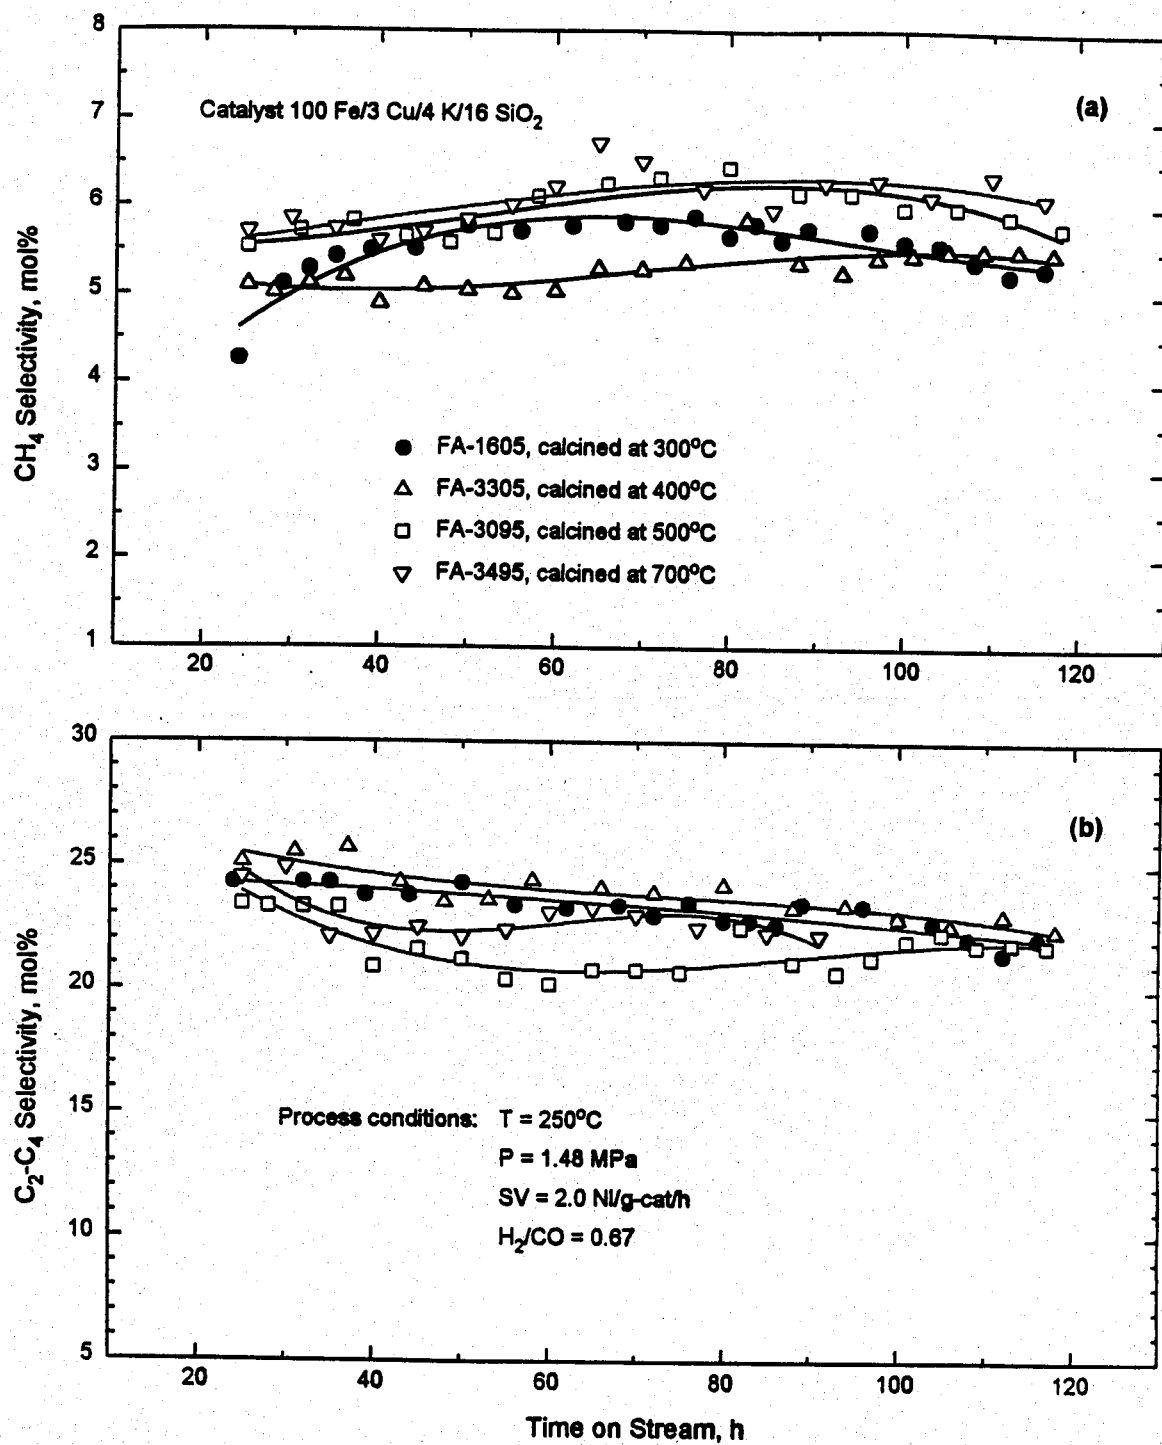 8
7
6
5
4
3
2
1
CH₄ Selectivity, mol%
Catalyst 100 Fe/3 Cu/4 K/16 SiO₂
(a)
FA-1605, calcined at 300°C
FA-3305, calcined at 400°C
FA-3095, calcined at 500°C
FA-3495, calcined at 700°C
20 40 60 80 100 120
30
25
20
15
10
5
C₂-C₄ Selectivity, mol%
(b)
Process conditions: T = 250°C
P = 1.48 MPa
SV = 2.0 Nl/g-cat/h
H₂/CO = 0.67
20 40 60 80 100 120
Time on Stream, h